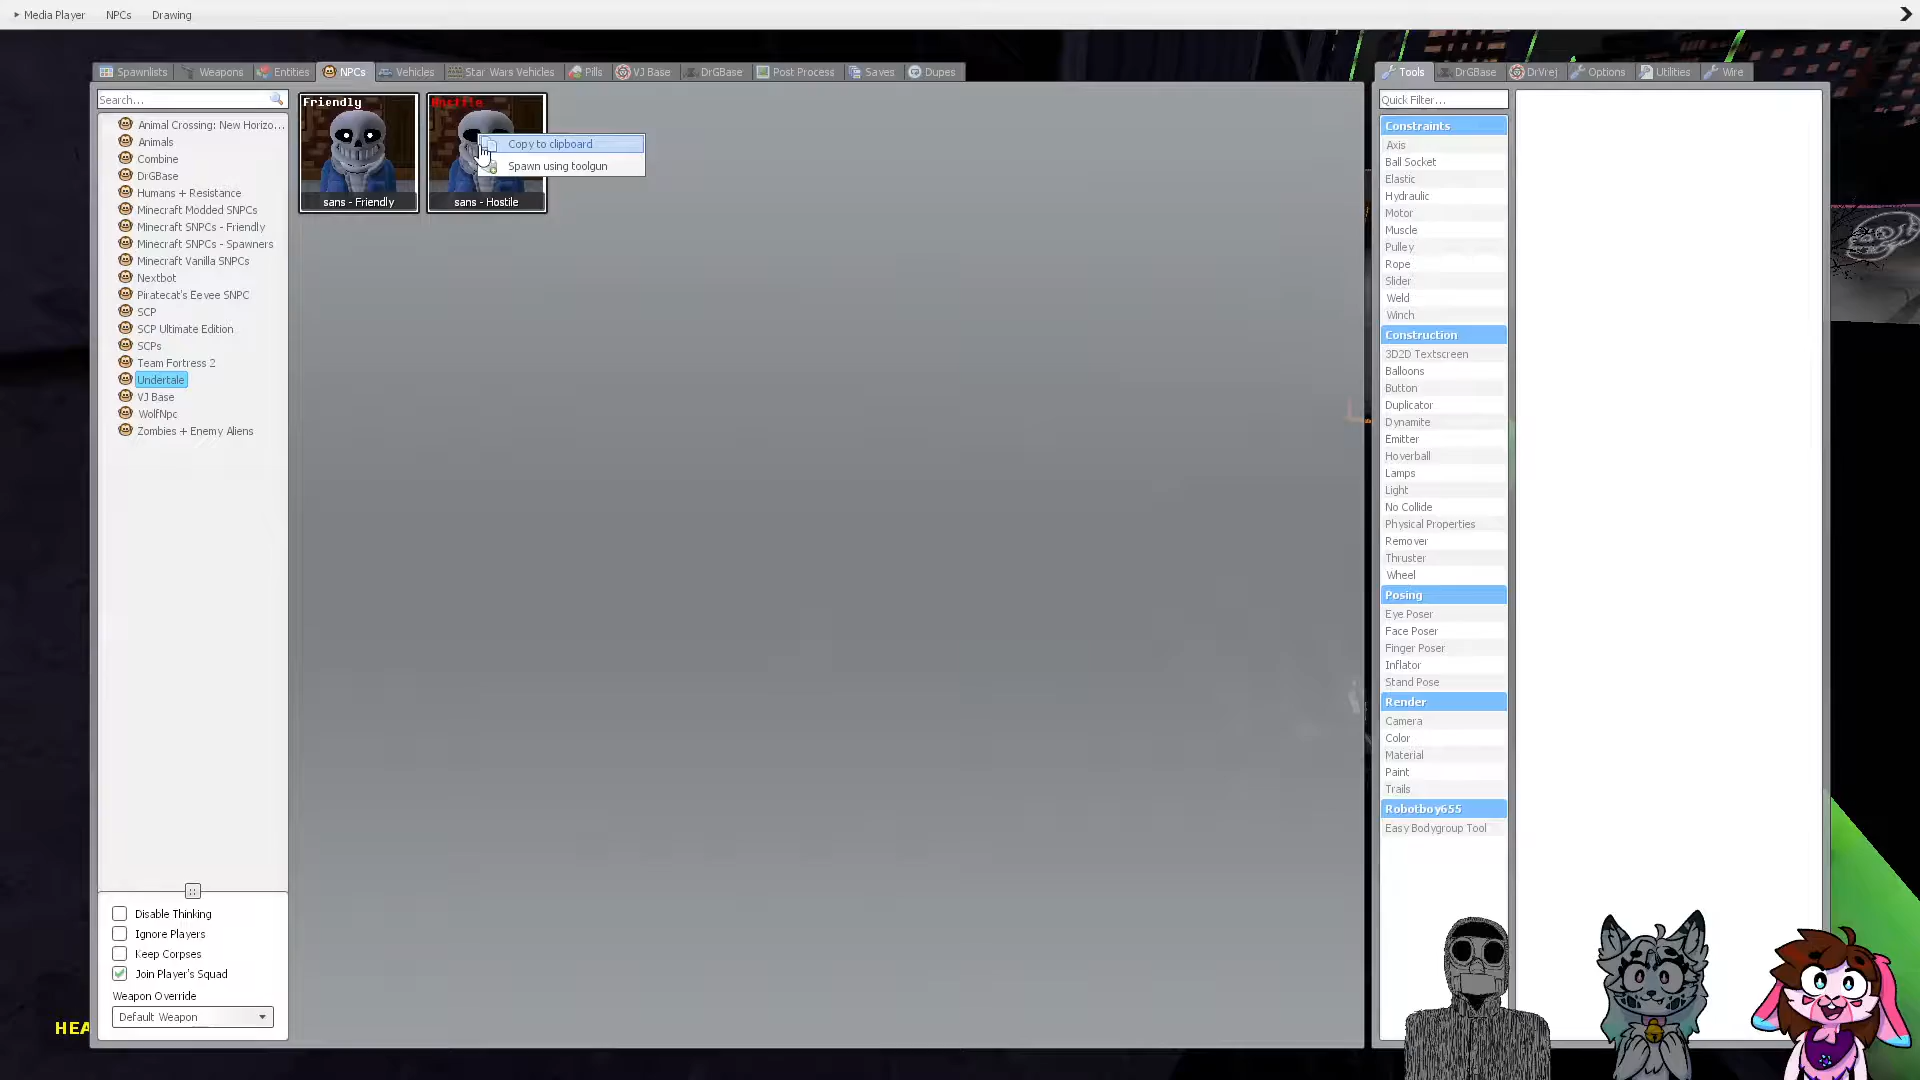 Media Player NPCs Drawing
Spawnlists Weapons Entities NPCs Vehicles Star Wars Vehicles Pills VJ Base DrGBase Post Process Saves Dupes
Tools DrGBase DrVrej Options Utilities Wire
Search...
Animal Crossing: New Horizo...
Animals
Combine
DrGBase
Humans + Resistance
Minecraft Modded SNPCs
Minecraft SNPCs - Friendly
Minecraft SNPCs - Spawners
Minecraft Vanilla SNPCs
Nextbot
Piratecat's Eevee SNPC
SCP
SCP Ultimate Edition
SCPs
Team Fortress 2
Undertale
VJ Base
WolfNpc
Zombies + Enemy Aliens
Disable Thinking
Ignore Players
Keep Corpses
Join Player's Squad
Weapon Override
Default Weapon
HEA
Friendly
sans - Friendly
Hostile
sans - Hostile
Copy to clipboard
Spawn using toolgun
Quick Filter...
Constraints
Axis
Ball Socket
Elastic
Hydraulic
Motor
Muscle
Pulley
Rope
Slider
Weld
Winch
Construction
3D2D Textscreen
Balloons
Button
Duplicator
Dynamite
Emitter
Hoverball
Lamps
Light
No Collide
Physical Properties
Remover
Thruster
Wheel
Posing
Eye Poser
Face Poser
Finger Poser
Inflator
Stand Pose
Render
Camera
Color
Material
Paint
Trails
Robotboy655
Easy Bodygroup Tool